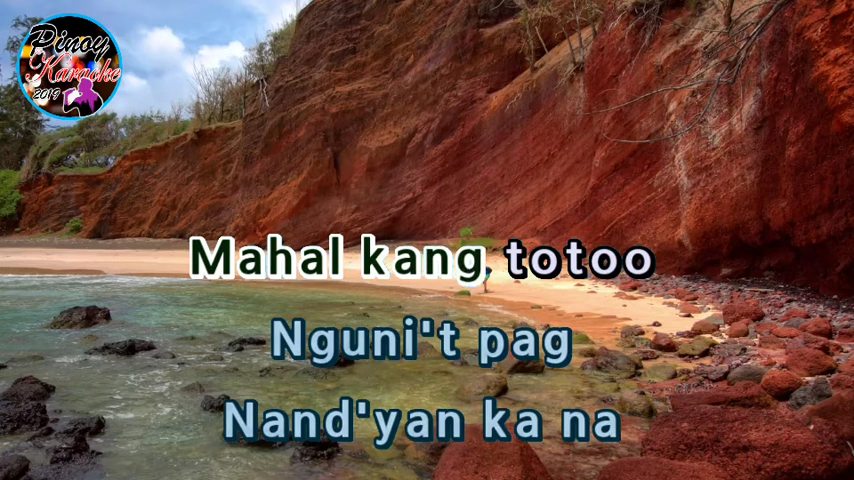 Pinoy
Karaoke
2019
Mahal kang totoo
Nguni't pag
Nand'yan ka na